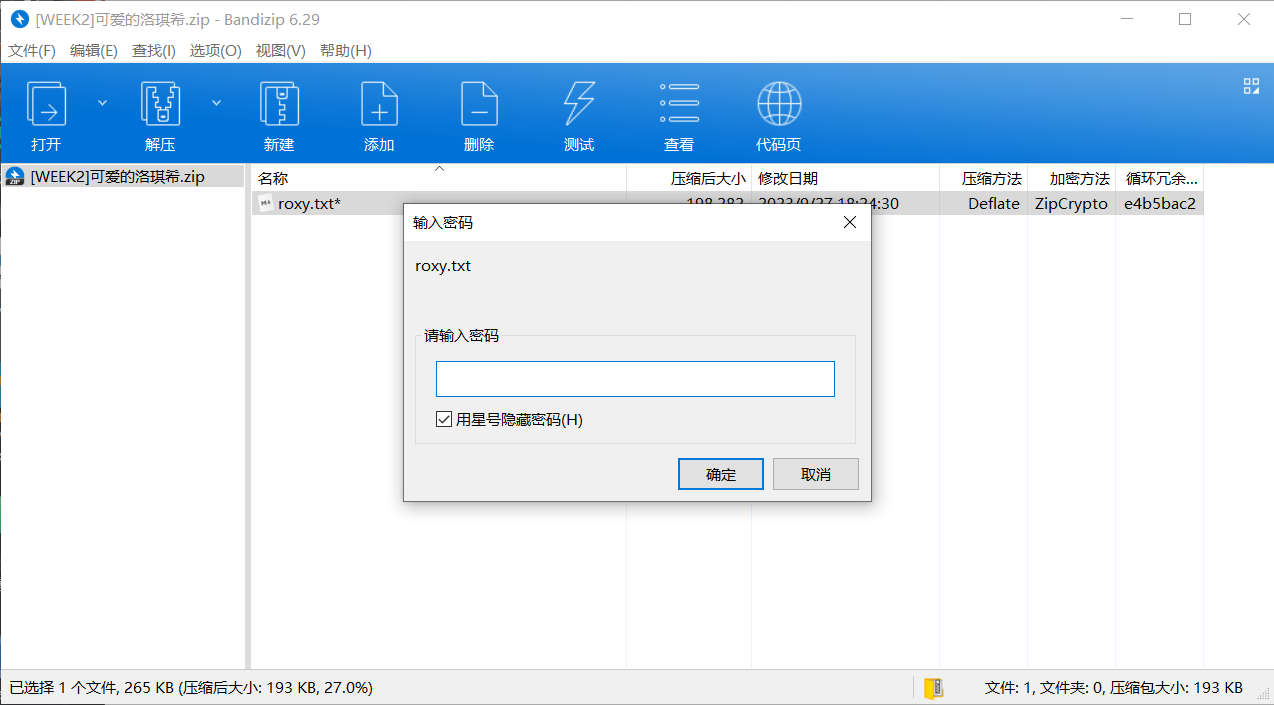 [WEEK2]可爱的洛琪希.zip - Bandizip 6.29
文件(F) 编辑(E) 查找(I) 选项(O) 视图(V) 帮助(H)
打开 解压 新建 添加 删除 测试 查看 代码页
[WEEK2]可爱的洛琪希.zip
名称 压缩后大小 修改日期 压缩方法 加密方法 循环冗余...
roxy.txt* 198,282 2023/9/27 18:24:30 Deflate ZipCrypto e4b5bac2
输入密码
roxy.txt
请输入密码
用星号隐藏密码(H)
确定 取消
已选择 1 个文件, 265 KB (压缩后大小: 193 KB, 27.0%) 文件: 1, 文件夹: 0, 压缩包大小: 193 KB